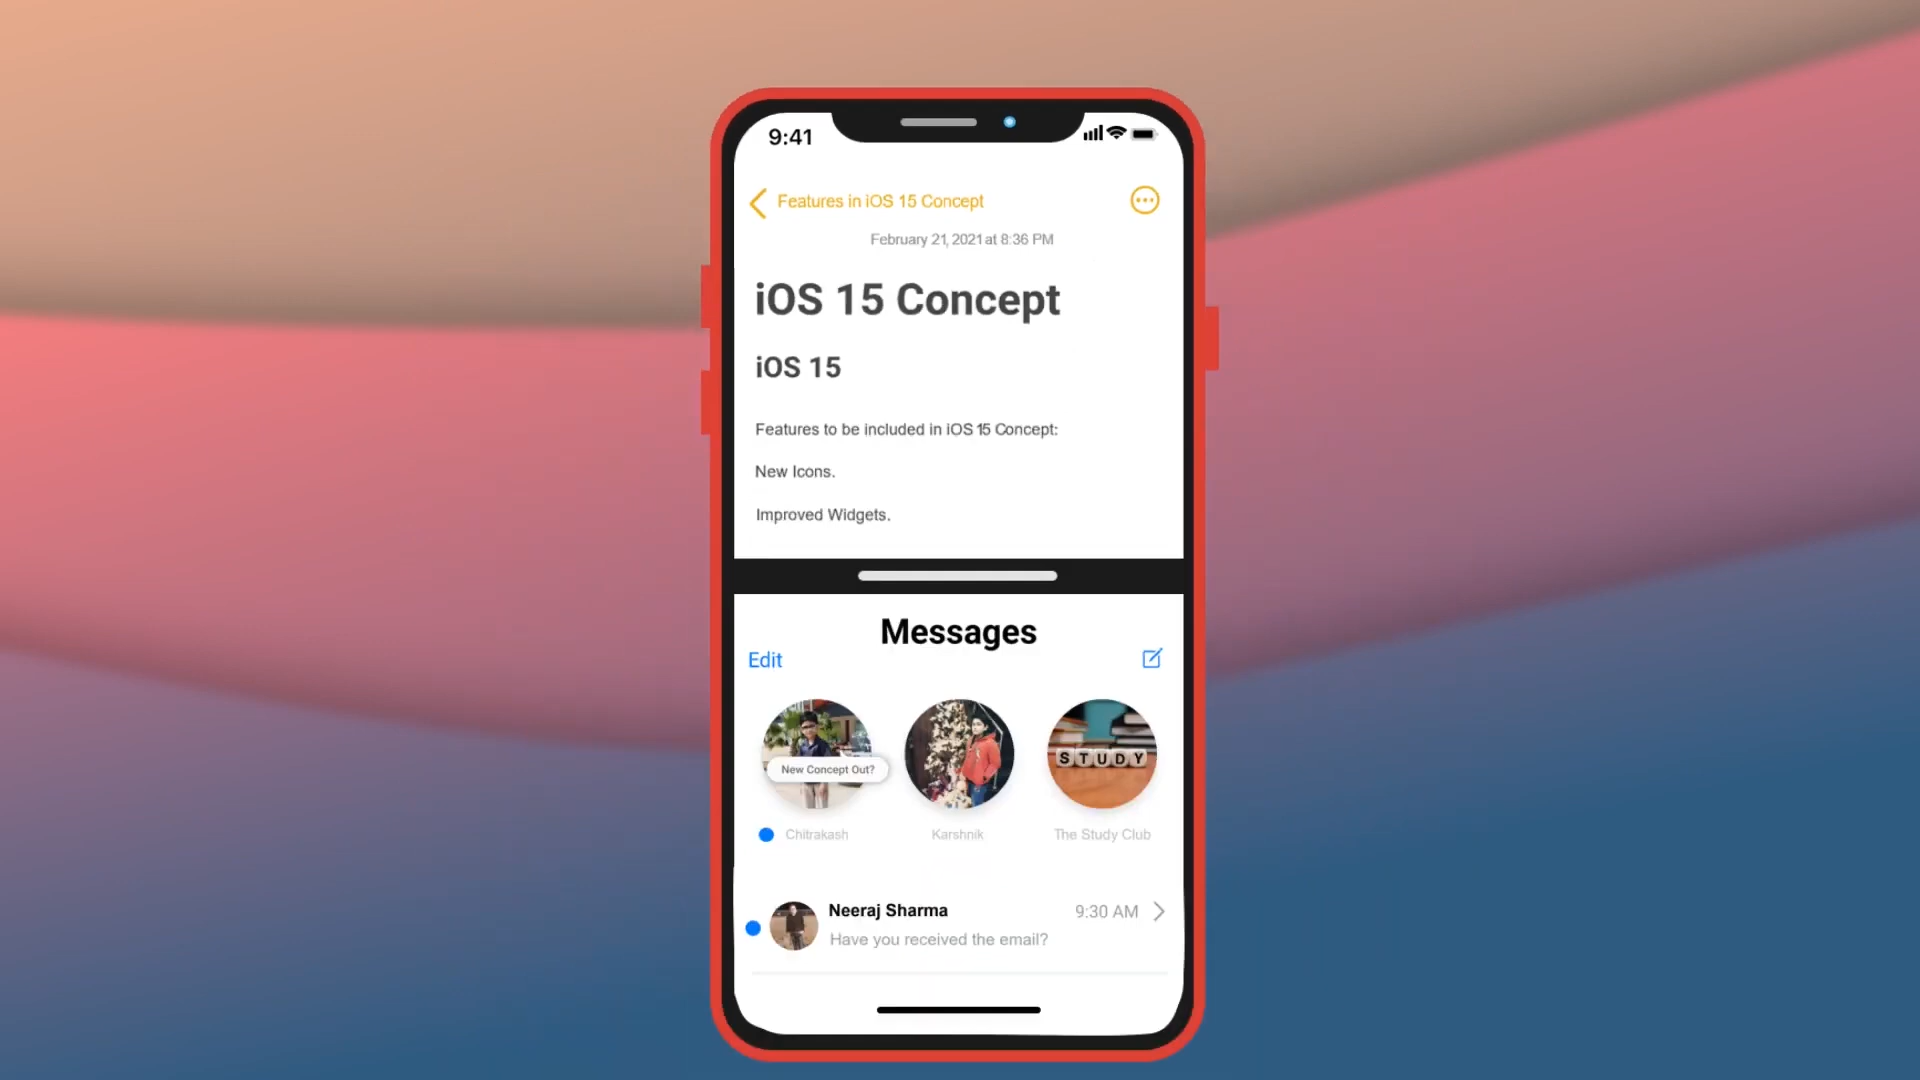 9:41
Features in iOS 15 Concept
February 21, 2021 at 8:36 PM
iOS 15 Concept
iOS 15
Features to be included in iOS 15 Concept:
New Icons.
Improved Widgets.
Messages
Edit
New Concept Out?
STUDY
Chitrakash
Karshnik
The Study Club
Neeraj Sharma
9:30 AM
Have you received the email?